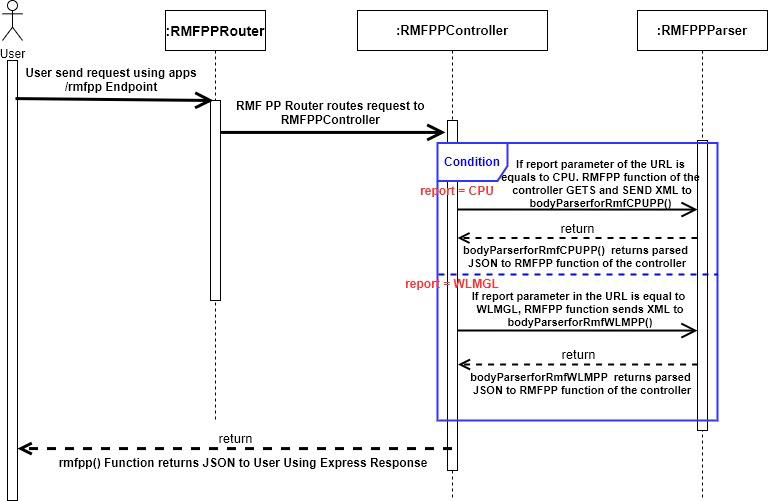 :RMFPPRouter
:RMFPPController
:RMFPPParser
User
User send request using apps
/rmfpp Endpoint
RMF PP Router routes request to
RMFPPController
Condition
If report parameter of the URL is
equals to CPU. RMFPP function of the
controller GETS and SEND XML to
bodyParserforRmfCPUPP()
report = CPU
return
bodyParserforRmfCPUPP() returns parsed
JSON to RMFPP function of the controller
report = WLMGL
If report parameter in the URL is equal to
WLMGL, RMFPP function sends XML to
bodyParserforRmfWLMPP()
return
bodyParserforRmfWLMPP returns parsed
JSON to RMFPP function of the controller
return
rmfpp() Function returns JSON to User Using Express Response